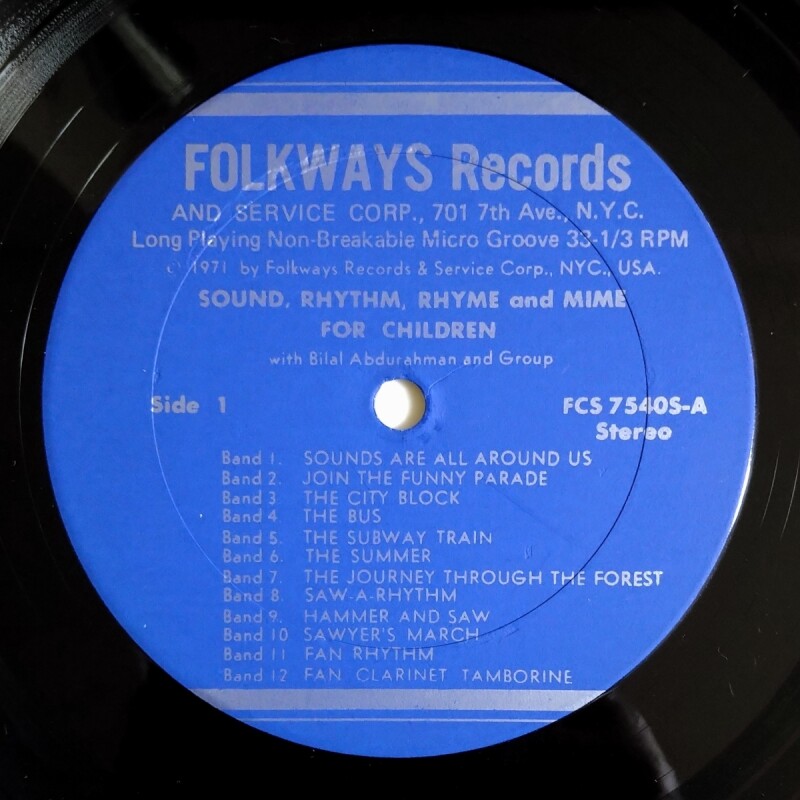 FOLKWAYS Records
AND SERVICE CORP., 701 7th Ave., N.Y.C.
Long Playing Non-Breakable Micro Groove 33-1/3 RPM
© 1971 by Folkways Records & Service Corp., NYC., USA.
SOUND, RHYTHM, RHYME and MIME
FOR CHILDREN
with Bilal Abdurahman and Group
Side 1
FCS 7540S-A
Stereo
Band 1. SOUNDS ARE ALL AROUND US
Band 2. JOIN THE FUNNY PARADE
Band 3 THE CITY BLOCK
Band 4 THE BUS
Band 5. THE SUBWAY TRAIN
Band 6. THE SUMMER
Band 7. THE JOURNEY THROUGH THE FOREST
Band 8. SAW-A-RHYTHM
Band 9. HAMMER AND SAW
Band 10 SAWYER'S MARCH
Band 11 FAN RHYTHM
Band 12 FAN CLARINET TAMBORINE